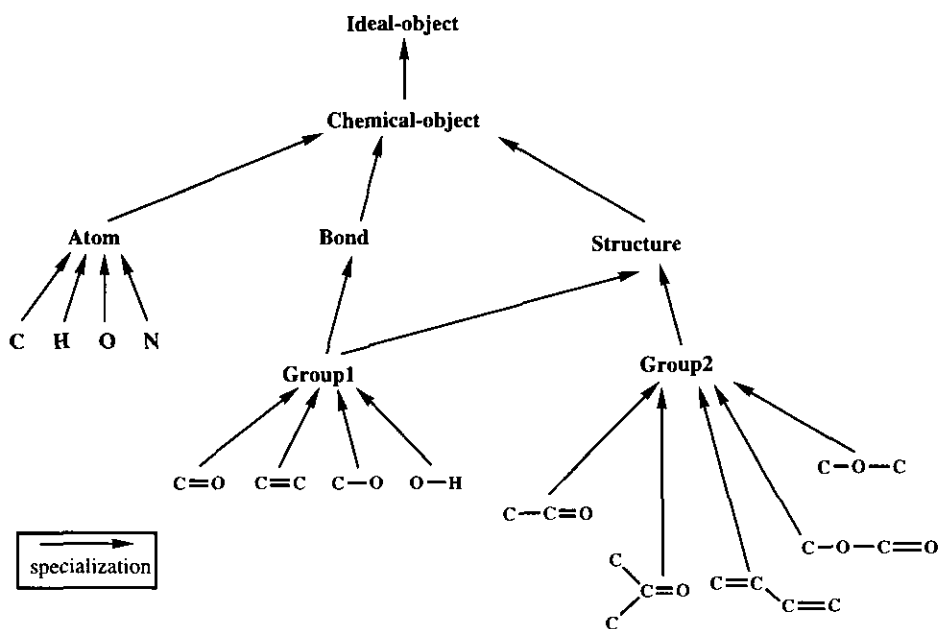 Ideal-object
Chemical-object
Atom
Bond
Structure
C H O N
Group1
Group2
C=O C=C C—O O—H
C—O—C
C—C=O
C—O—C=O
C
C=O
C
C=C
C=C
specialization